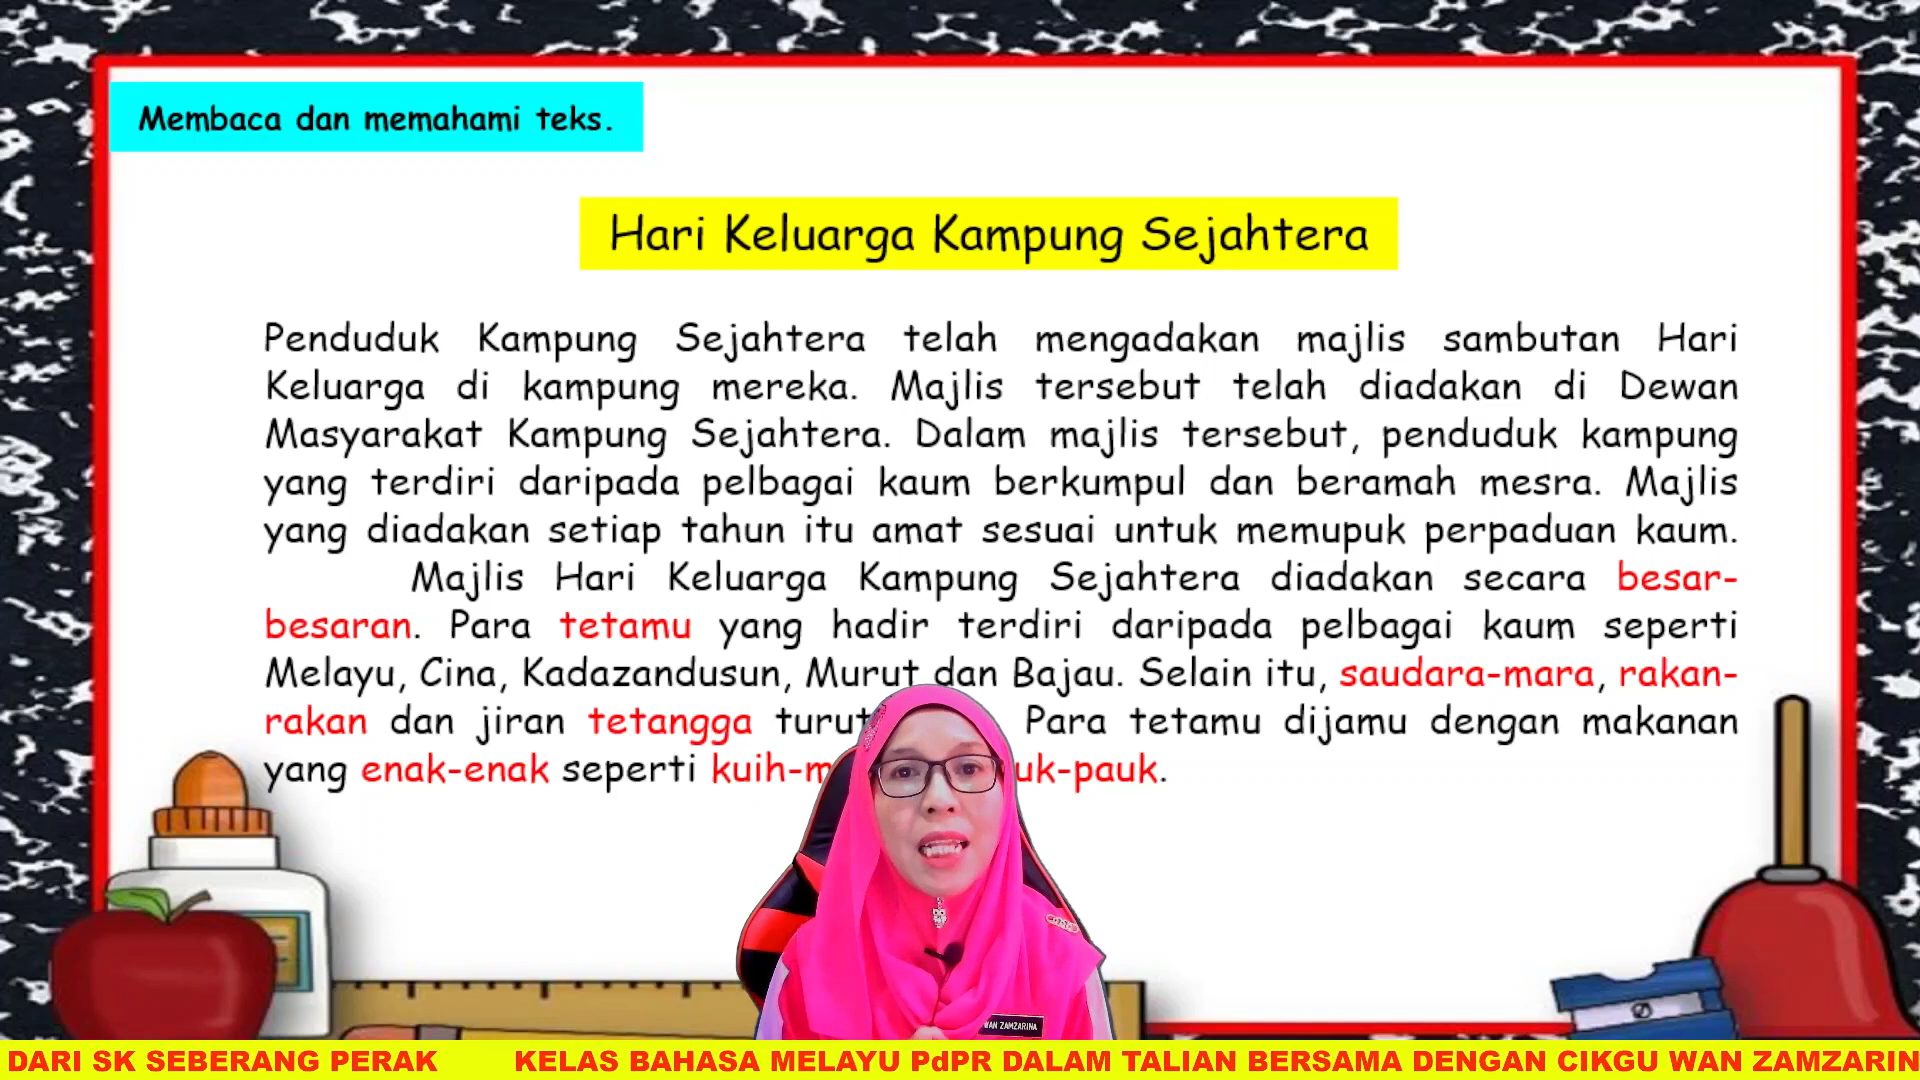 Membaca dan memahami teks.
Hari Keluarga Kampung Sejahtera
Penduduk Kampung Sejahtera telah mengadakan majlis sambutan Hari
Keluarga di kampung mereka. Majlis tersebut telah diadakan di Dewan
Masyarakat Kampung Sejahtera. Dalam majlis tersebut, penduduk kampung
yang terdiri daripada pelbagai kaum berkumpul dan beramah mesra. Majlis
yang diadakan setiap tahun itu amat sesuai untuk memupuk perpaduan kaum.
Majlis Hari Keluarga Kampung Sejahtera diadakan secara besar-
besaran. Para tetamu yang hadir terdiri daripada pelbagai kaum seperti
Melayu, Cina, Kadazandusun, Murut dan Bajau. Selain itu, saudara-mara, rakan-
rakan dan jiran tetangga turut Para tetamu dijamu dengan makanan
yang enak-enak seperti
WAN ZAMZARINA
DARI SK SEBERANG PERAK KELAS BAHASA MELAYU PdPR DALAM TALIAN BERSAMA DENGAN CIKGU WAN ZAMZARIN